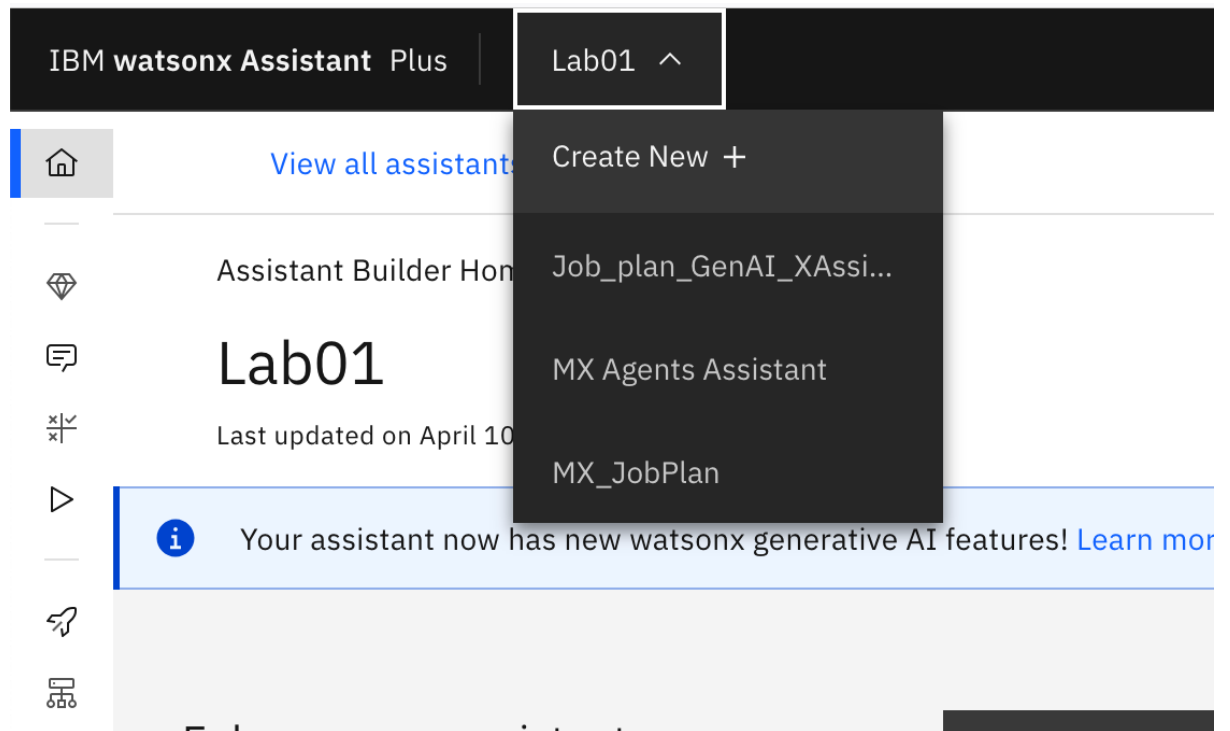 IBM watsonx Assistant Plus
Lab01
Create New +
Job_plan_GenAI_XAssi...
MX Agents Assistant
MX_JobPlan
View all assistants
Assistant Builder Hom
Lab01
Last updated on April 10
Your assistant now has new watsonx generative AI features! Learn mor